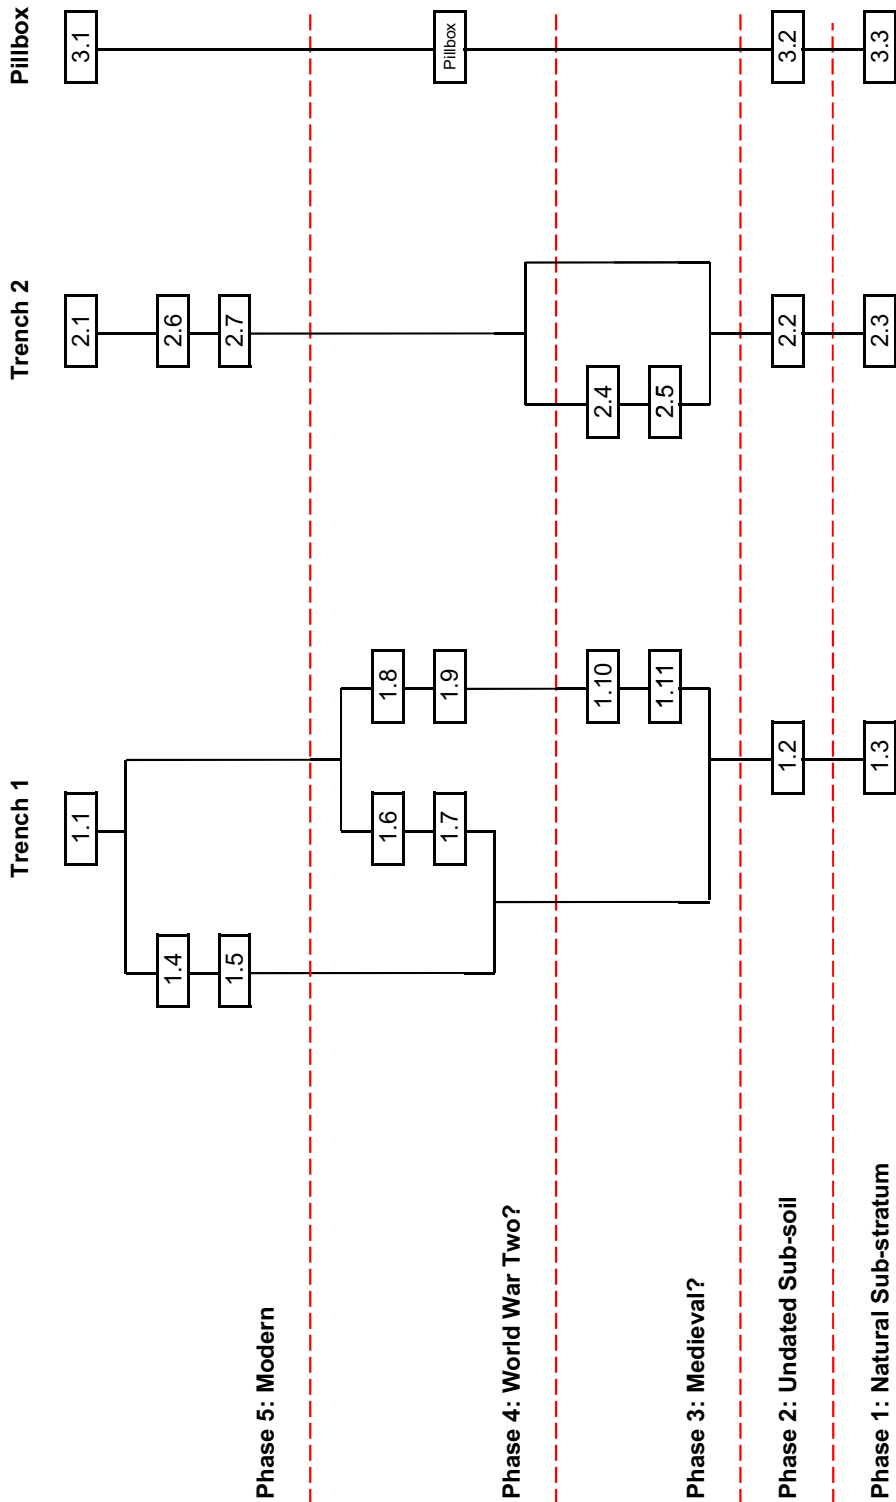 Trench 1
Trench 2
Pillbox
1.1
2.1
3.1
1.4
2.6
1.5
2.7
Phase 5: Modern
1.6
1.8
1.7
1.9
Pillbox
Phase 4: World War Two?
1.10
2.4
1.11
2.5
Phase 3: Medieval?
1.2
2.2
3.2
Phase 2: Undated Sub-soil
1.3
2.3
3.3
Phase 1: Natural Sub-stratum